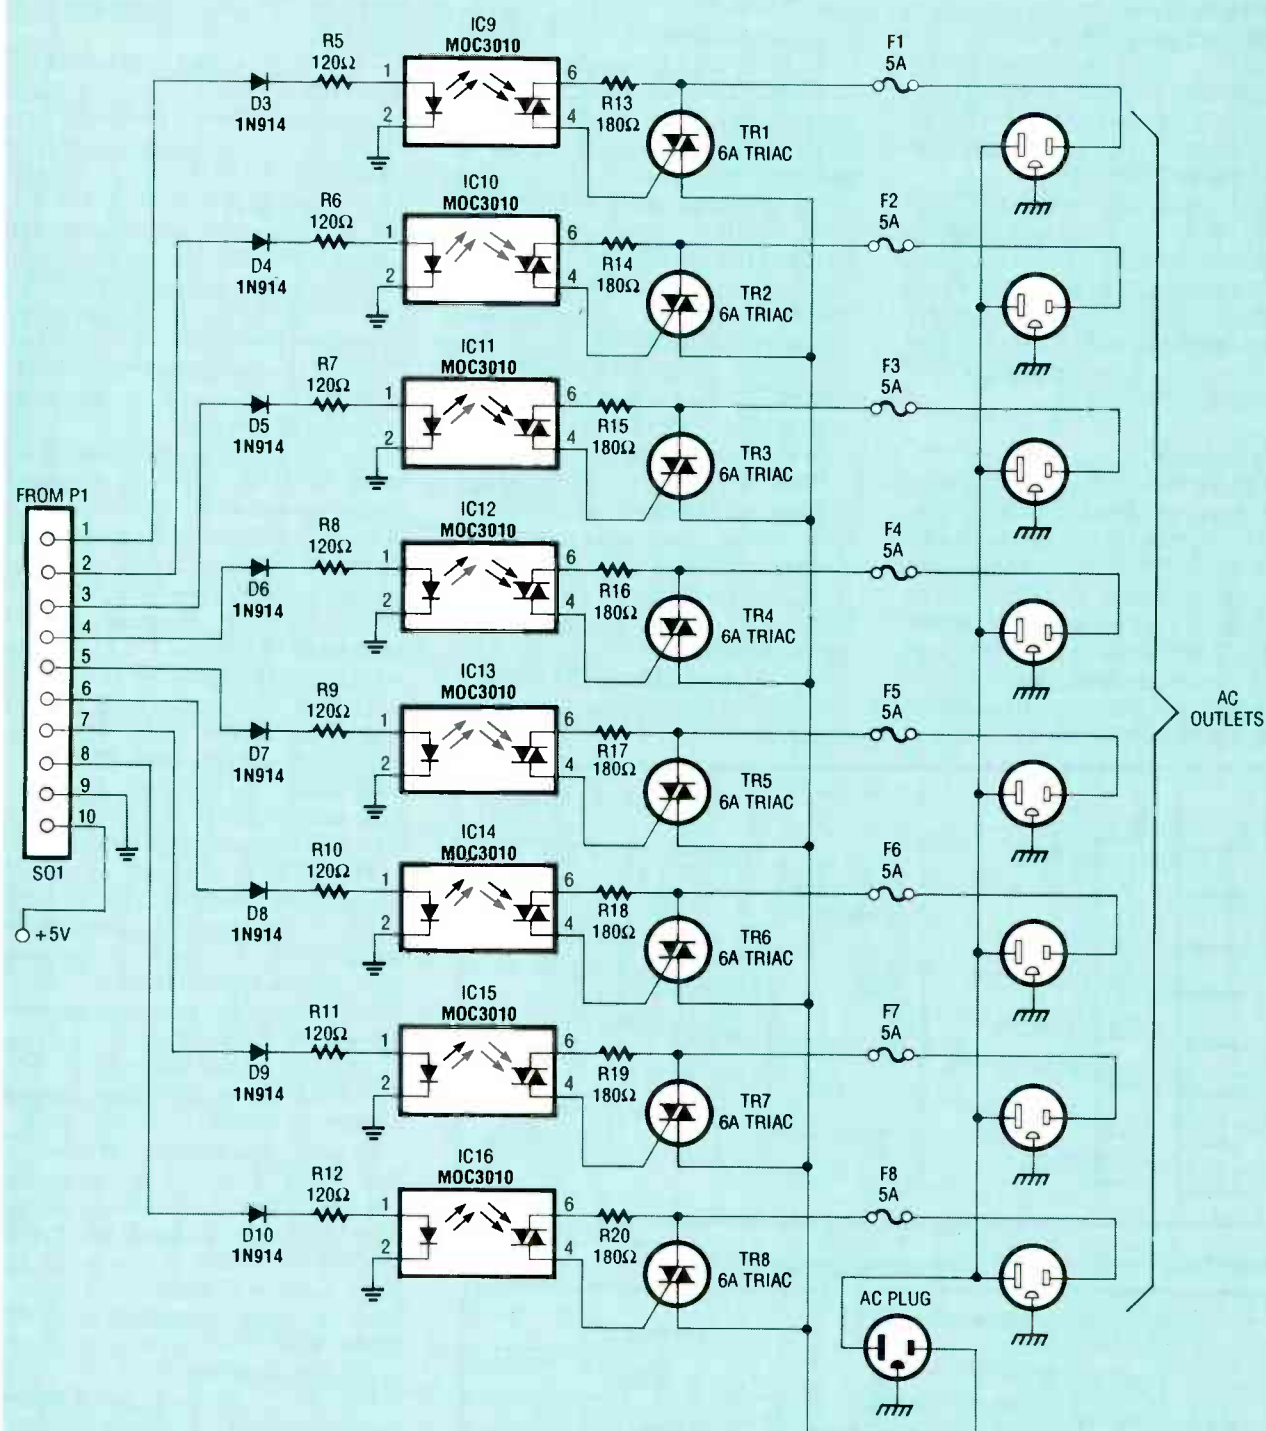 IC9
MOC3010
R5
120Ω
1
2
6
4
D3
1N914
R13
180Ω
TR1
6A TRIAC
F1
5A
IC10
MOC3010
R6
120Ω
1
2
6
4
D4
1N914
R14
180Ω
TR2
6A TRIAC
F2
5A
IC11
MOC3010
R7
120Ω
1
2
6
4
D5
1N914
R15
180Ω
TR3
6A TRIAC
F3
5A
FROM P1
1
2
3
4
5
6
7
8
9
10
SO1
+5V
IC12
MOC3010
R8
120Ω
1
2
6
4
D6
1N914
R16
180Ω
TR4
6A TRIAC
F4
5A
IC13
MOC3010
R9
120Ω
1
2
6
4
D7
1N914
R17
180Ω
TR5
6A TRIAC
F5
5A
AC
OUTLETS
IC14
MOC3010
R10
120Ω
1
2
6
4
D8
1N914
R18
180Ω
TR6
6A TRIAC
F6
5A
IC15
MOC3010
R11
120Ω
1
2
6
4
D9
1N914
R19
180Ω
TR7
6A TRIAC
F7
5A
IC16
MOC3010
R12
120Ω
1
2
6
4
D10
1N914
R20
180Ω
TR8
6A TRIAC
F8
5A
AC PLUG